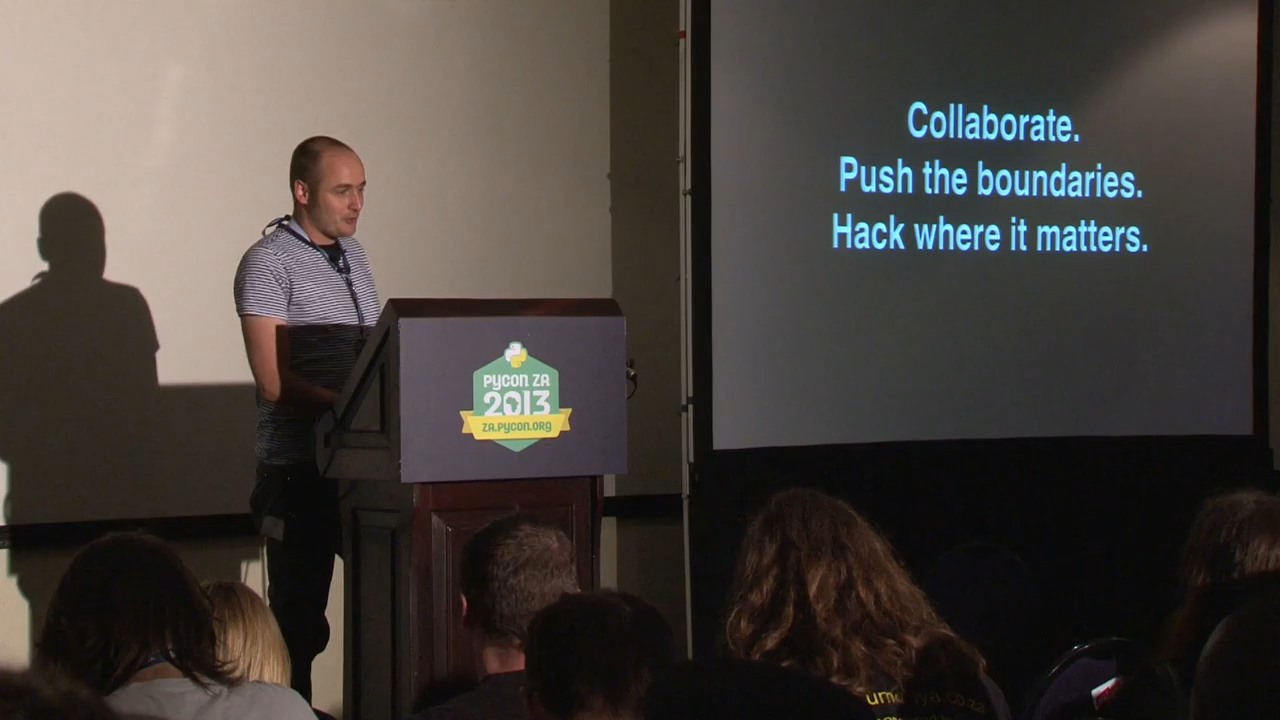 Collaborate.
Push the boundaries.
Hack where it matters.
PYCON ZA
2013
ZA.PYCON.ORG